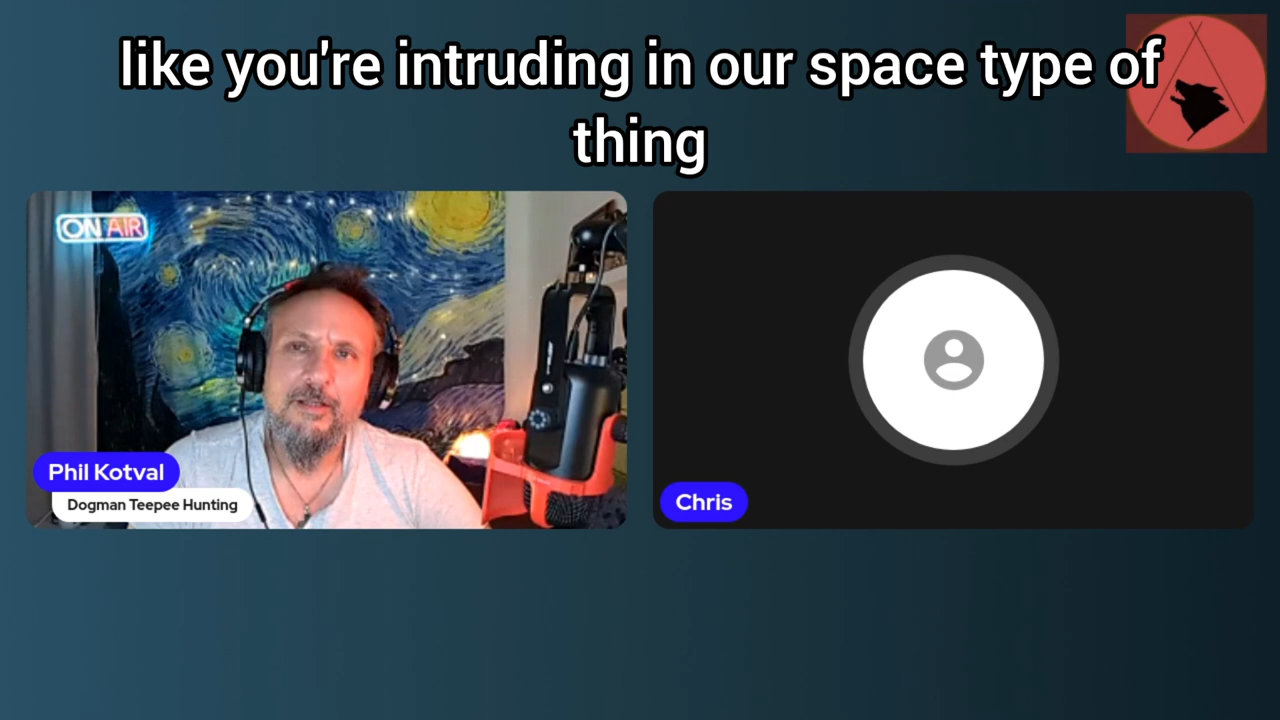 like you're intruding in our space type of
thing
ON AIR
Phil Kotval
Dogman Teepee Hunting
Chris